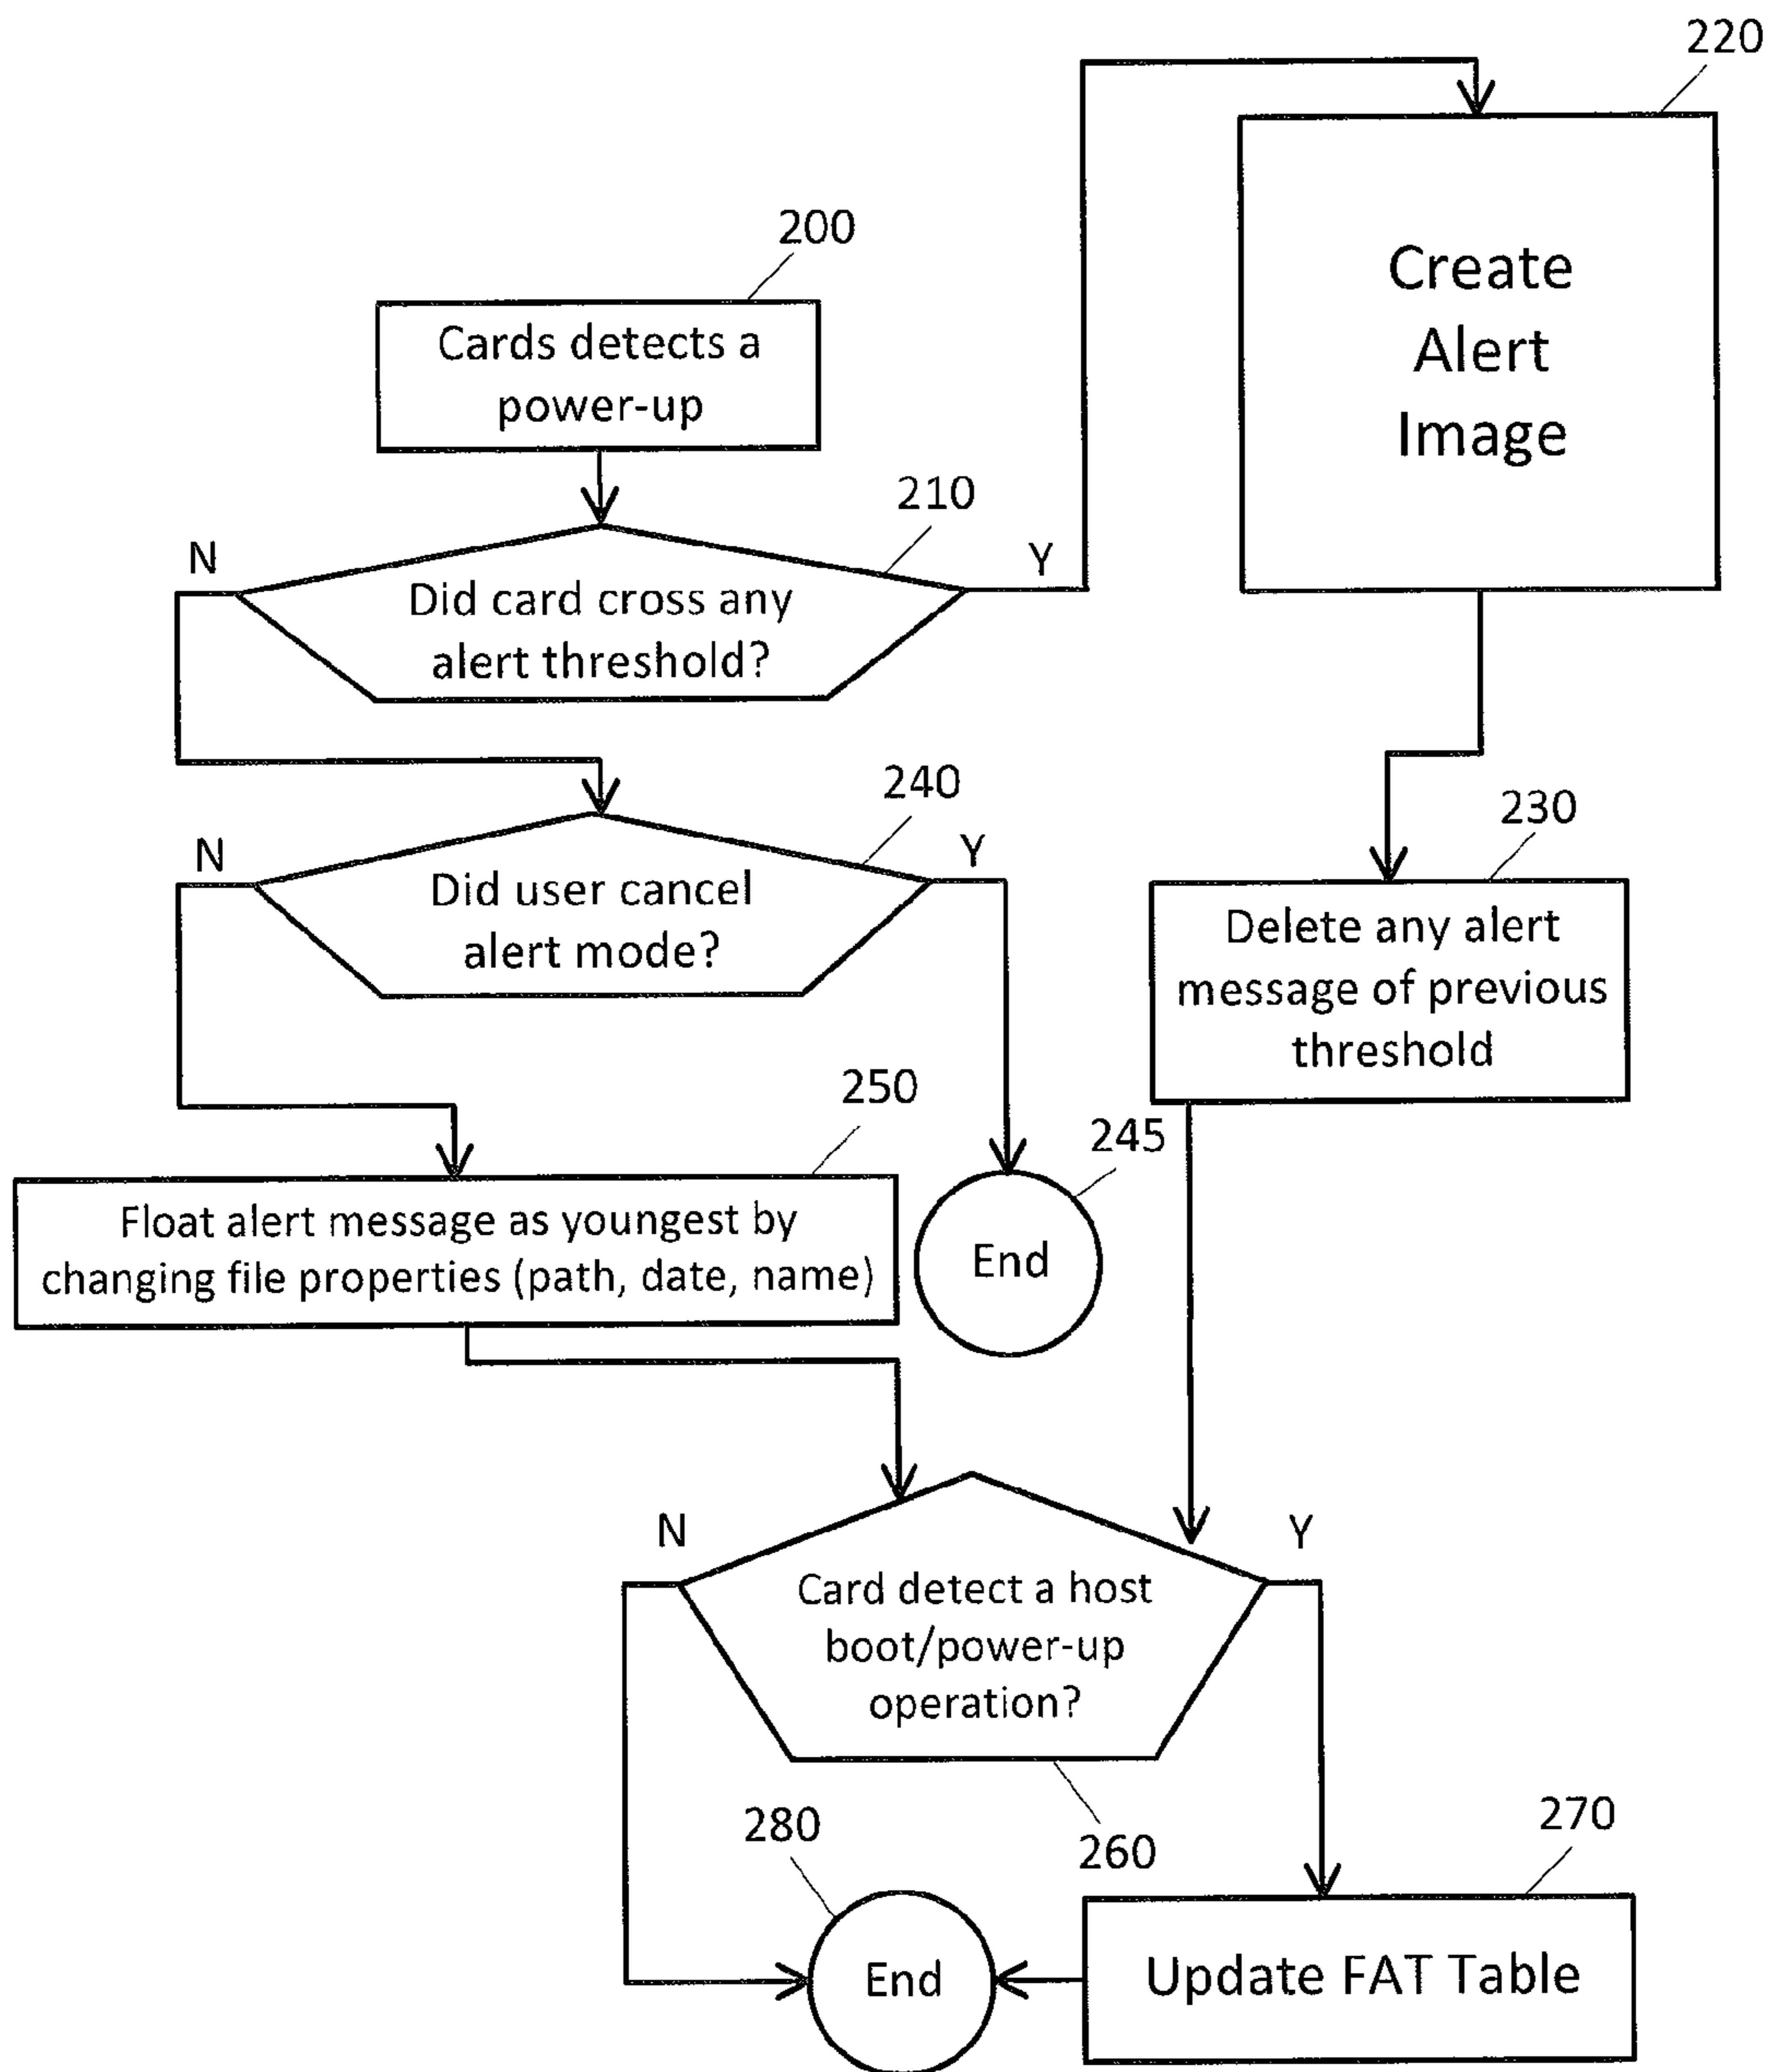 220
200
Cards detects a
power-up
Create
Alert
Image
210
N
Y
Did card cross any
alert threshold?
240
N
Y
Did user cancel
alert mode?
230
Delete any alert
message of previous
threshold
250
Float alert message as youngest by
changing file properties (path, date, name)
245
End
N
Y
Card detect a host
boot/power-up
operation?
260
270
Update FAT Table
280
End